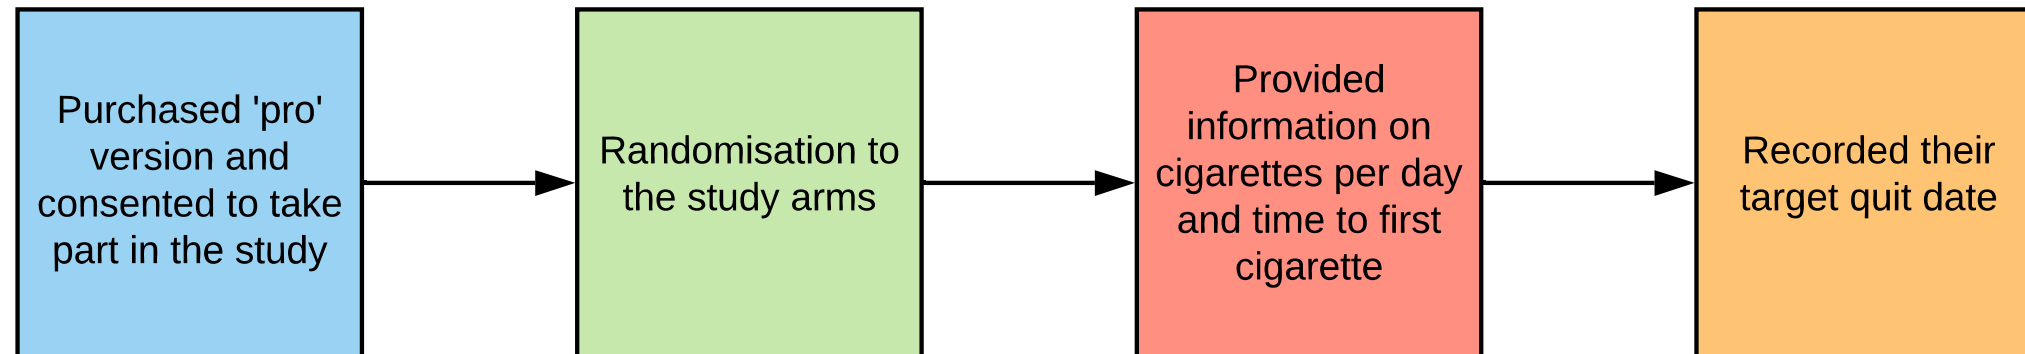 Purchased 'pro'
version and
consented to take
part in the study
Randomisation to
the study arms
Provided
information on
cigarettes per day
and time to first
cigarette
Recorded their
target quit date